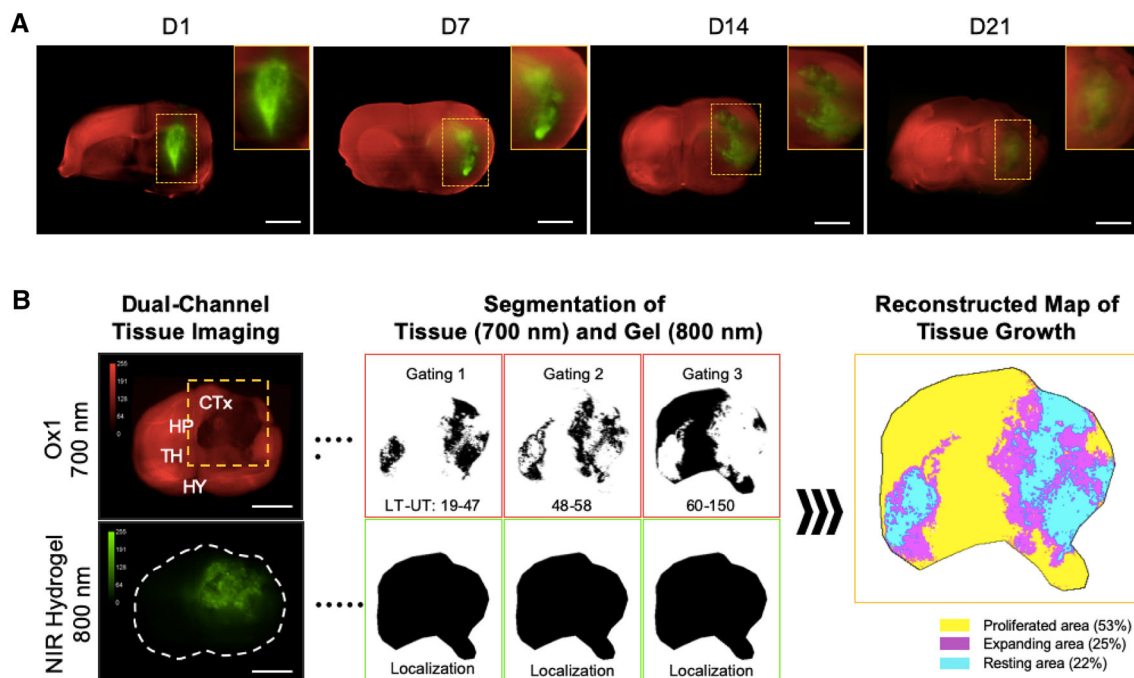 A
D1
D7
D14
D21
B
Dual-Channel
Tissue Imaging
Segmentation of
Tissue (700 nm) and Gel (800 nm)
Reconstructed Map of
Tissue Growth
Ox1
700 nm
255
191
128
64
0
CTx
HP
TH
HY
Gating 1
Gating 2
Gating 3
LT-UT: 19-47
48-58
60-150
NIR Hydrogel
800 nm
255
191
128
64
0
Localization
Localization
Localization
Proliferated area (53%)
Expanding area (25%)
Resting area (22%)